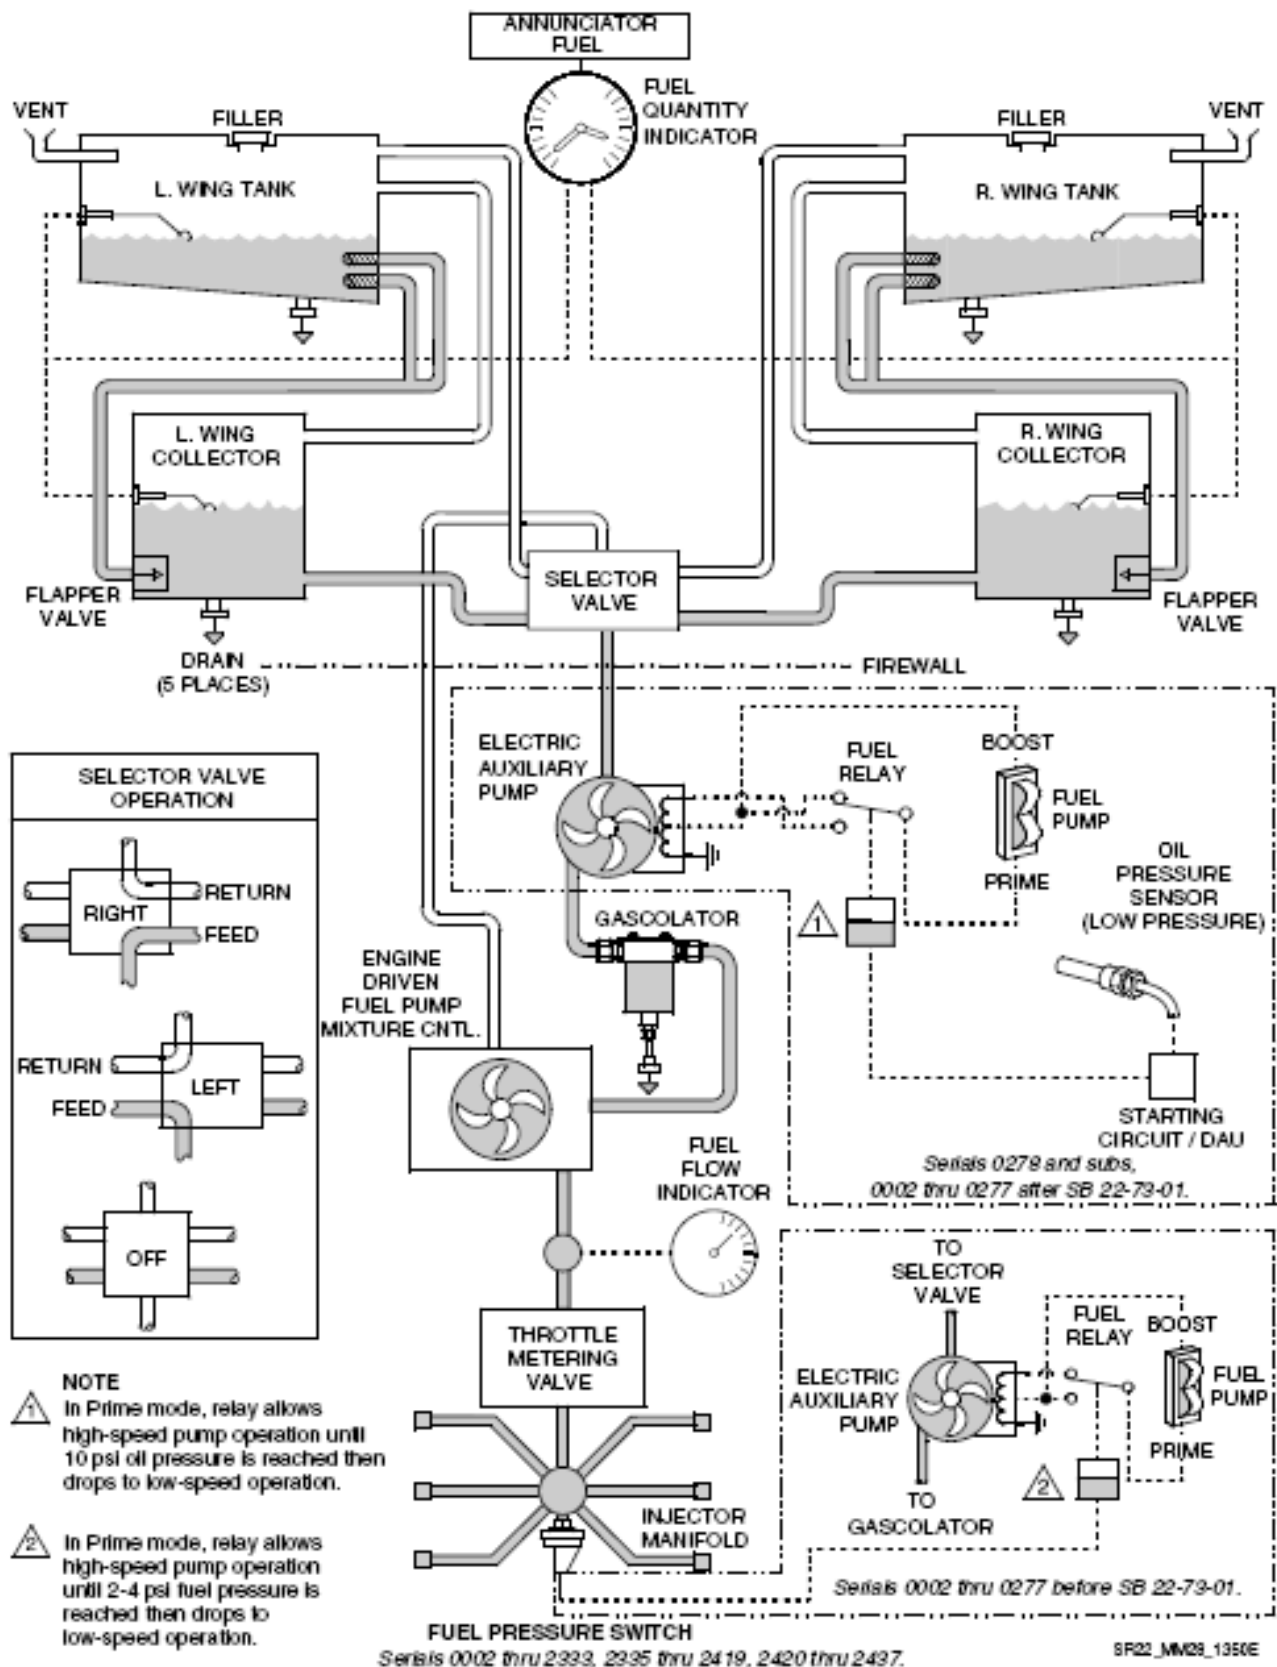 ANNUNCIATOR
FUEL
FUEL
QUANTITY
INDICATOR
VENT
FILLER
L. WING TANK
FILLER
VENT
R. WING TANK
L. WING
COLLECTOR
R. WING
COLLECTOR
FLAPPER
VALVE
SELECTOR
VALVE
FLAPPER
VALVE
DRAIN
(5 PLACES)
FIREWALL
SELECTOR VALVE
OPERATION
RIGHT
RETURN
FEED
RETURN
FEED
LEFT
OFF
ELECTRIC
AUXILIARY
PUMP
FUEL
RELAY
BOOST
FUEL
PUMP
PRIME
OIL
PRESSURE
SENSOR
(LOW PRESSURE)
1
GASCOLATOR
ENGINE
DRIVEN
FUEL PUMP
MIXTURE CNTL.
STARTING
CIRCUIT / DAU
Serials 0278 and subs,
0002 thru 0277 after SB 22-73-01.
FUEL
FLOW
INDICATOR
THROTTLE
METERING
VALVE
INJECTOR
MANIFOLD
TO
SELECTOR
VALVE
FUEL
RELAY
BOOST
ELECTRIC
AUXILIARY
PUMP
FUEL
PUMP
PRIME
2
TO
GASCOLATOR
Serials 0002 thru 0277 before SB 22-73-01.
NOTE
1 In Prime mode, relay allows
high-speed pump operation until
10 psi oil pressure is reached then
drops to low-speed operation.
2 In Prime mode, relay allows
high-speed pump operation
until 2-4 psi fuel pressure is
reached then drops to
low-speed operation.
FUEL PRESSURE SWITCH
Serials 0002 thru 2333, 2335 thru 2419, 2420 thru 2437.
SR22_MM28_1350E